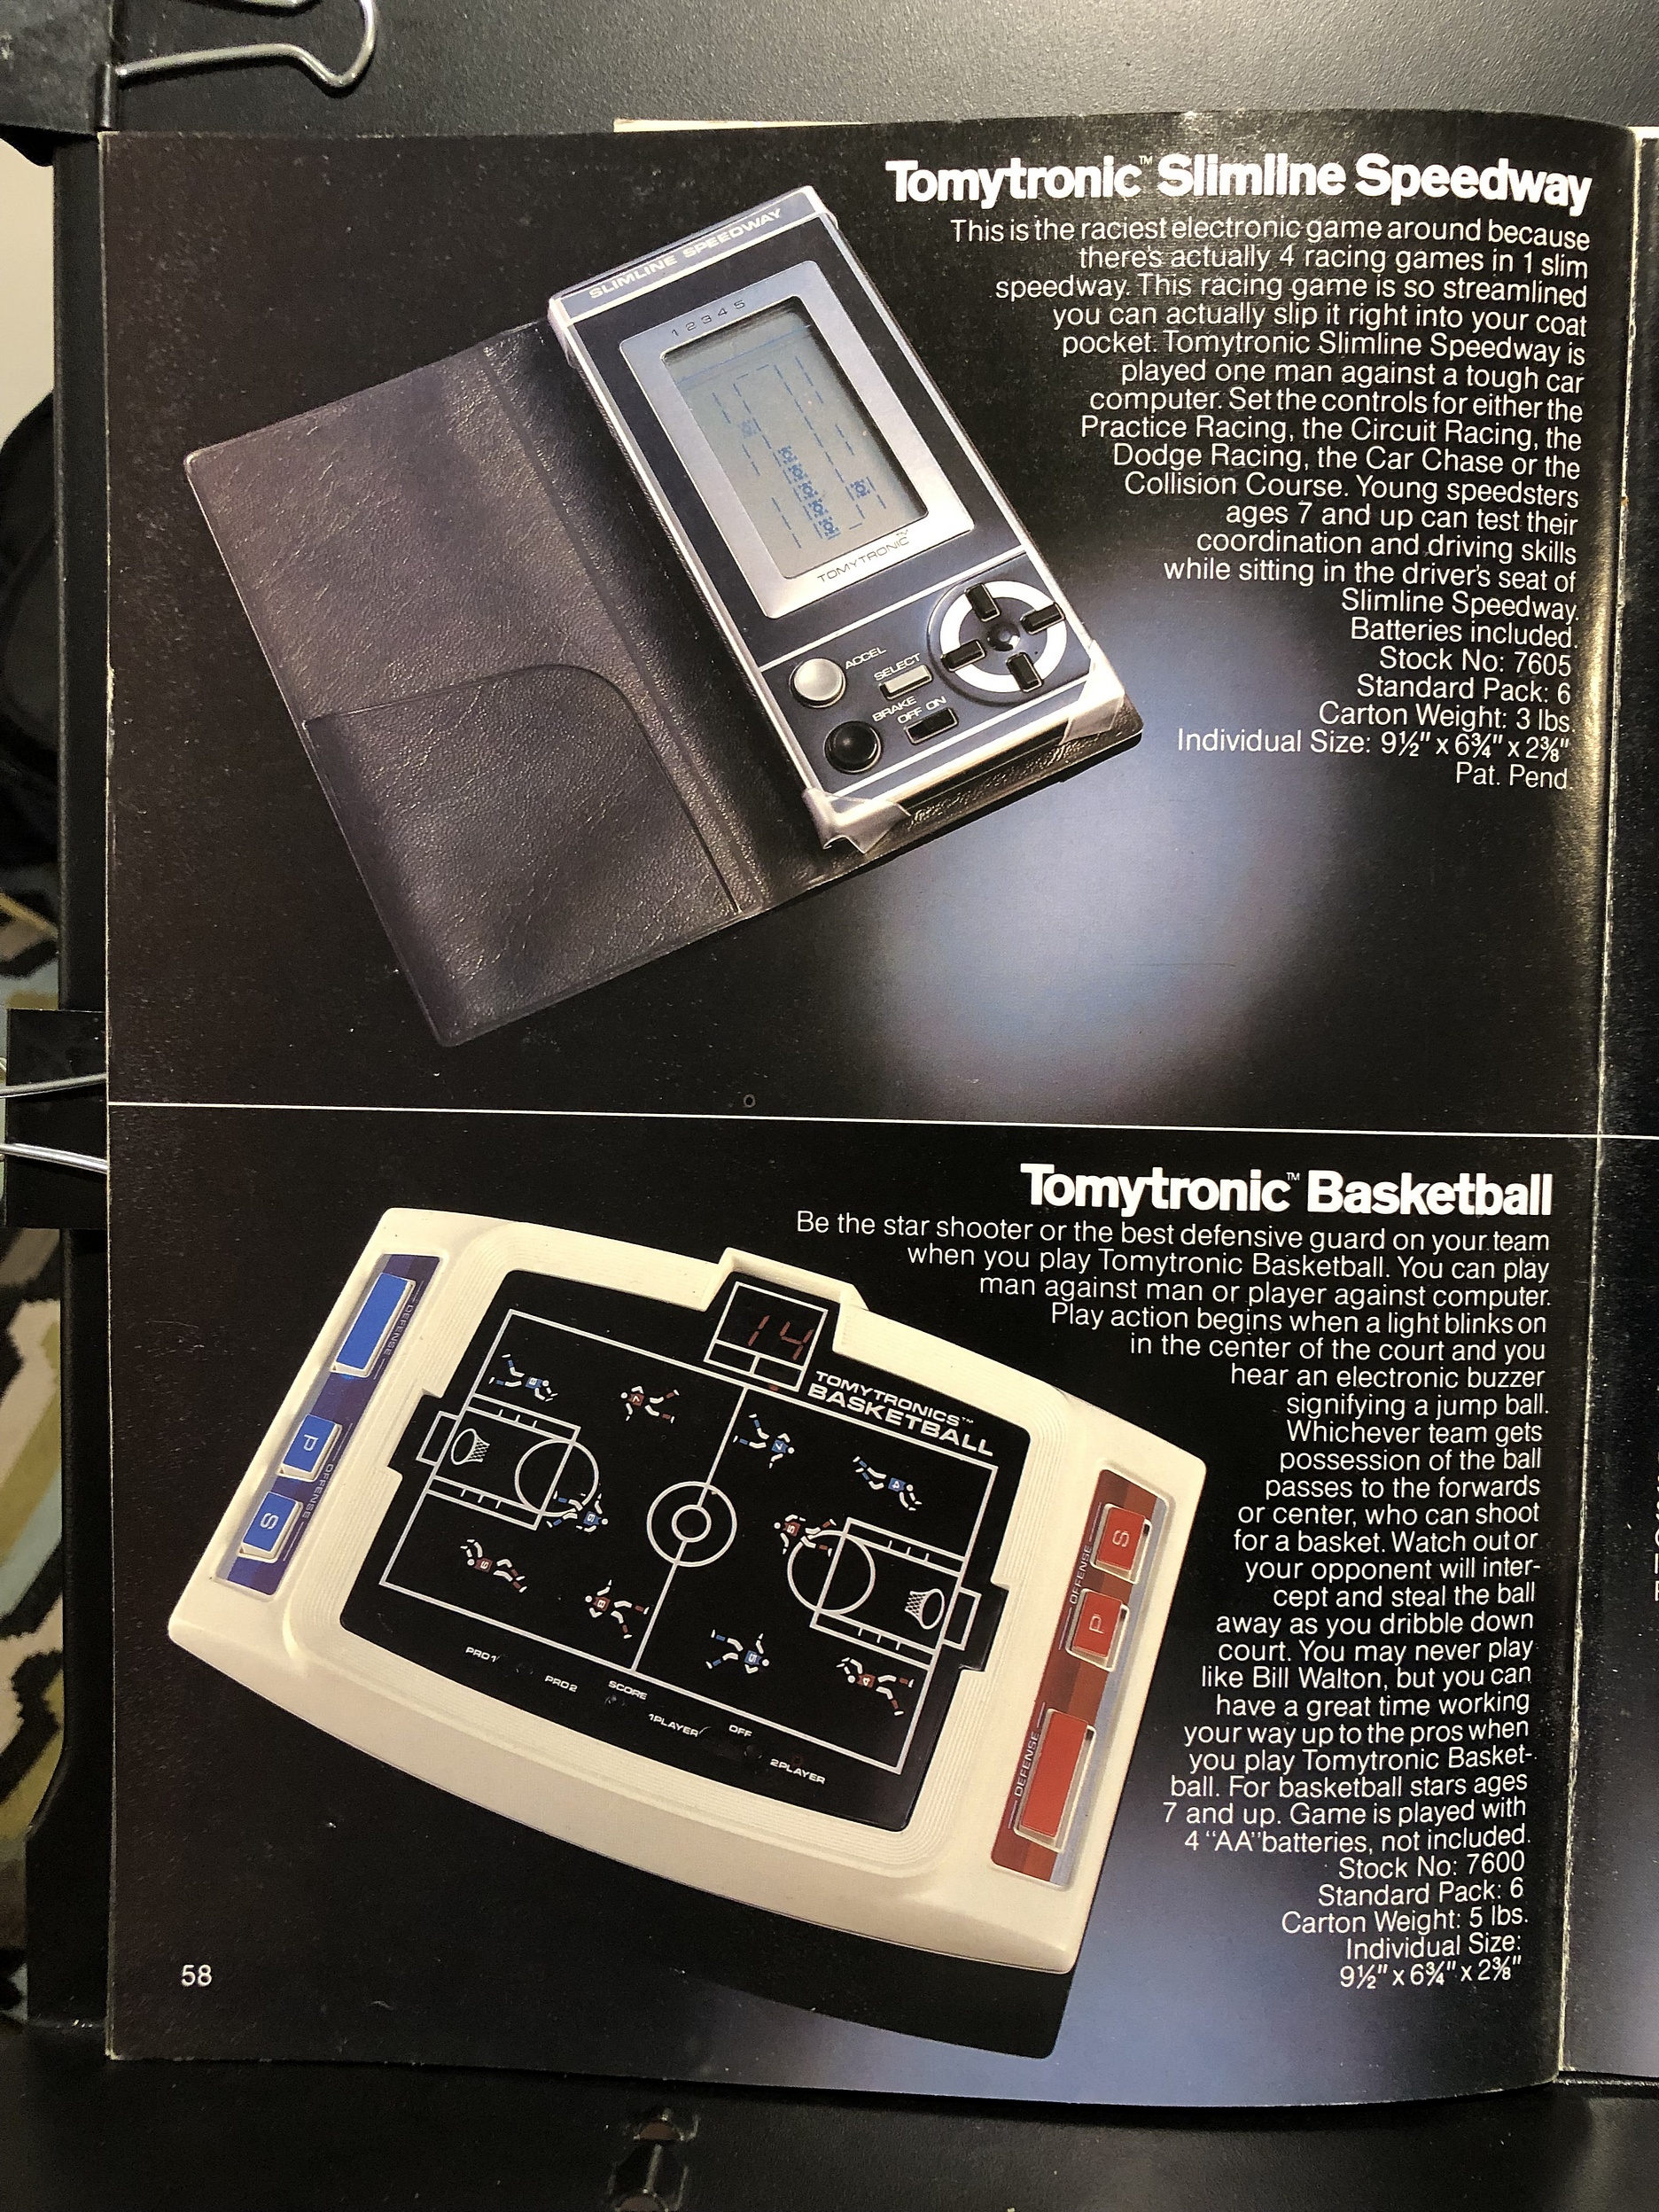 Tomytronic™ Slimline Speedway
This is the raciest electronic game around because
there's actually 4 racing games in 1 slim
speedway. This racing game is so streamlined
you can actually slip it right into your coat
pocket. Tomytronic Slimline Speedway is
played one man against a tough car
computer. Set the controls for either the
Practice Racing, the Circuit Racing, the
Dodge Racing, the Car Chase or the
Collision Course. Young speedsters
ages 7 and up can test their
coordination and driving skills
while sitting in the driver's seat of
Slimline Speedway.
Batteries included.
Stock No: 7605
Standard Pack: 6
Carton Weight: 3 lbs.
Individual Size: 9½" x 6¾" x 2⅜"
Pat. Pend.
SLIMLINE SPEEDWAY
1 2 3 4 5
TOMYTRONIC™
ACCEL
SELECT
BRAKE
OFF ON
Tomytronic™ Basketball
Be the star shooter or the best defensive guard on your team
when you play Tomytronic Basketball. You can play
man against man or player against computer.
Play action begins when a light blinks on
in the center of the court and you
hear an electronic buzzer
signifying a jump ball.
Whichever team gets
possession of the ball
passes to the forwards
or center, who can shoot
for a basket. Watch out or
your opponent will inter-
cept and steal the ball
away as you dribble down
court. You may never play
like Bill Walton, but you can
have a great time working
your way up to the pros when
you play Tomytronic Basket-
ball. For basketball stars ages
7 and up. Game is played with
4 "AA" batteries, not included.
Stock No: 7600
Standard Pack: 6
Carton Weight: 5 lbs.
Individual Size:
9½" x 6¾" x 2⅜"
14
TOMYTRONICS™
BASKETBALL
DEFENSE
P
OFFENSE
S
S
OFFENSE
P
DEFENSE
PRO 1
PRO 2
SCORE
1PLAYER
OFF
2PLAYER
58